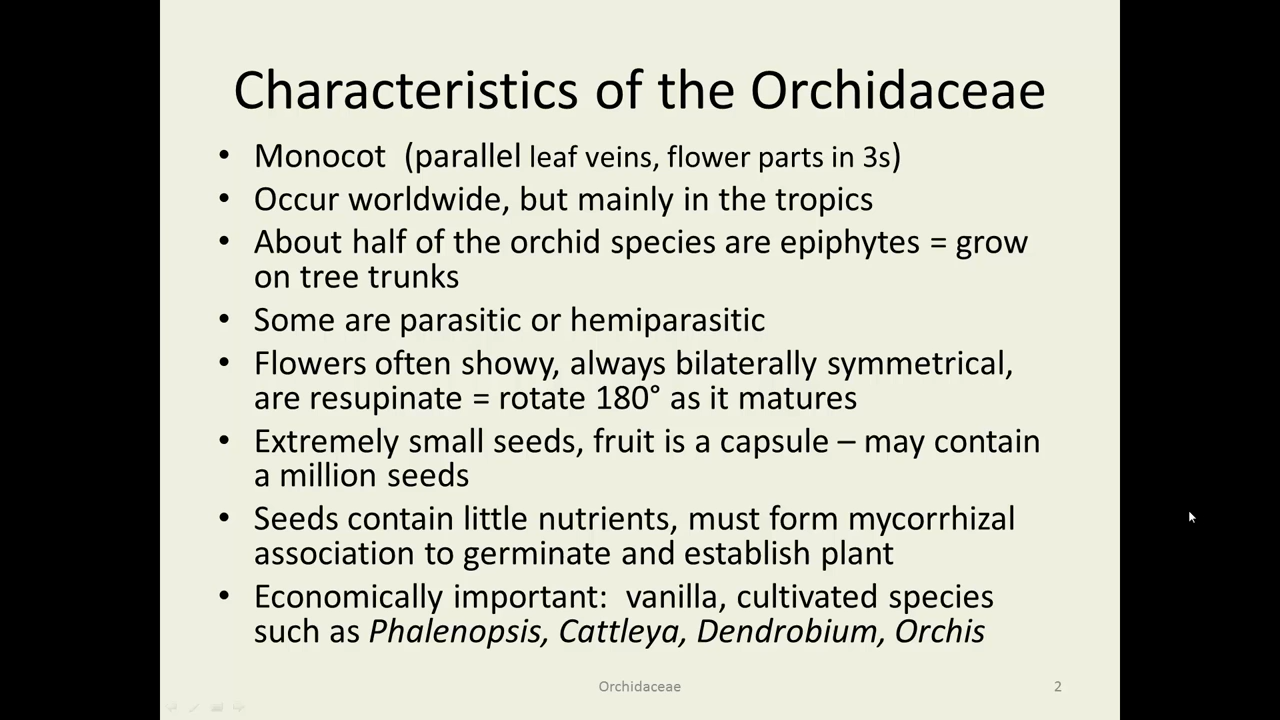 Characteristics of the Orchidaceae
• Monocot  (parallel leaf veins, flower parts in 3s)
• Occur worldwide, but mainly in the tropics
• About half of the orchid species are epiphytes = grow
on tree trunks
• Some are parasitic or hemiparasitic
• Flowers often showy, always bilaterally symmetrical,
are resupinate = rotate 180° as it matures
• Extremely small seeds, fruit is a capsule – may contain
a million seeds
• Seeds contain little nutrients, must form mycorrhizal
association to germinate and establish plant
• Economically important:  vanilla, cultivated species
such as Phalenopsis, Cattleya, Dendrobium, Orchis
Orchidaceae 2